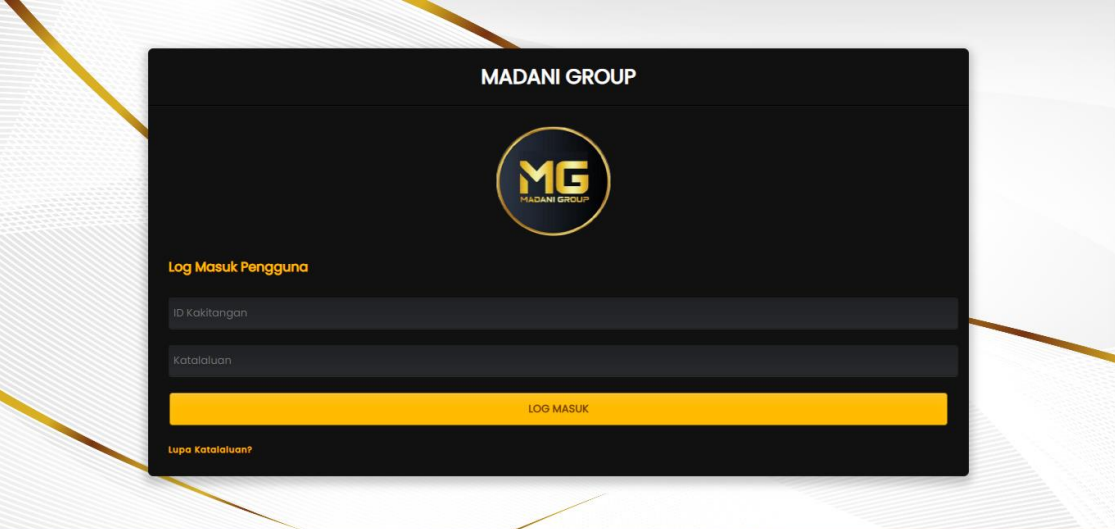 MADANI GROUP
MG
MADANI GROUP
Log Masuk Pengguna
ID Kakitangan
Katalaluan
LOG MASUK
Lupa Katalaluan?